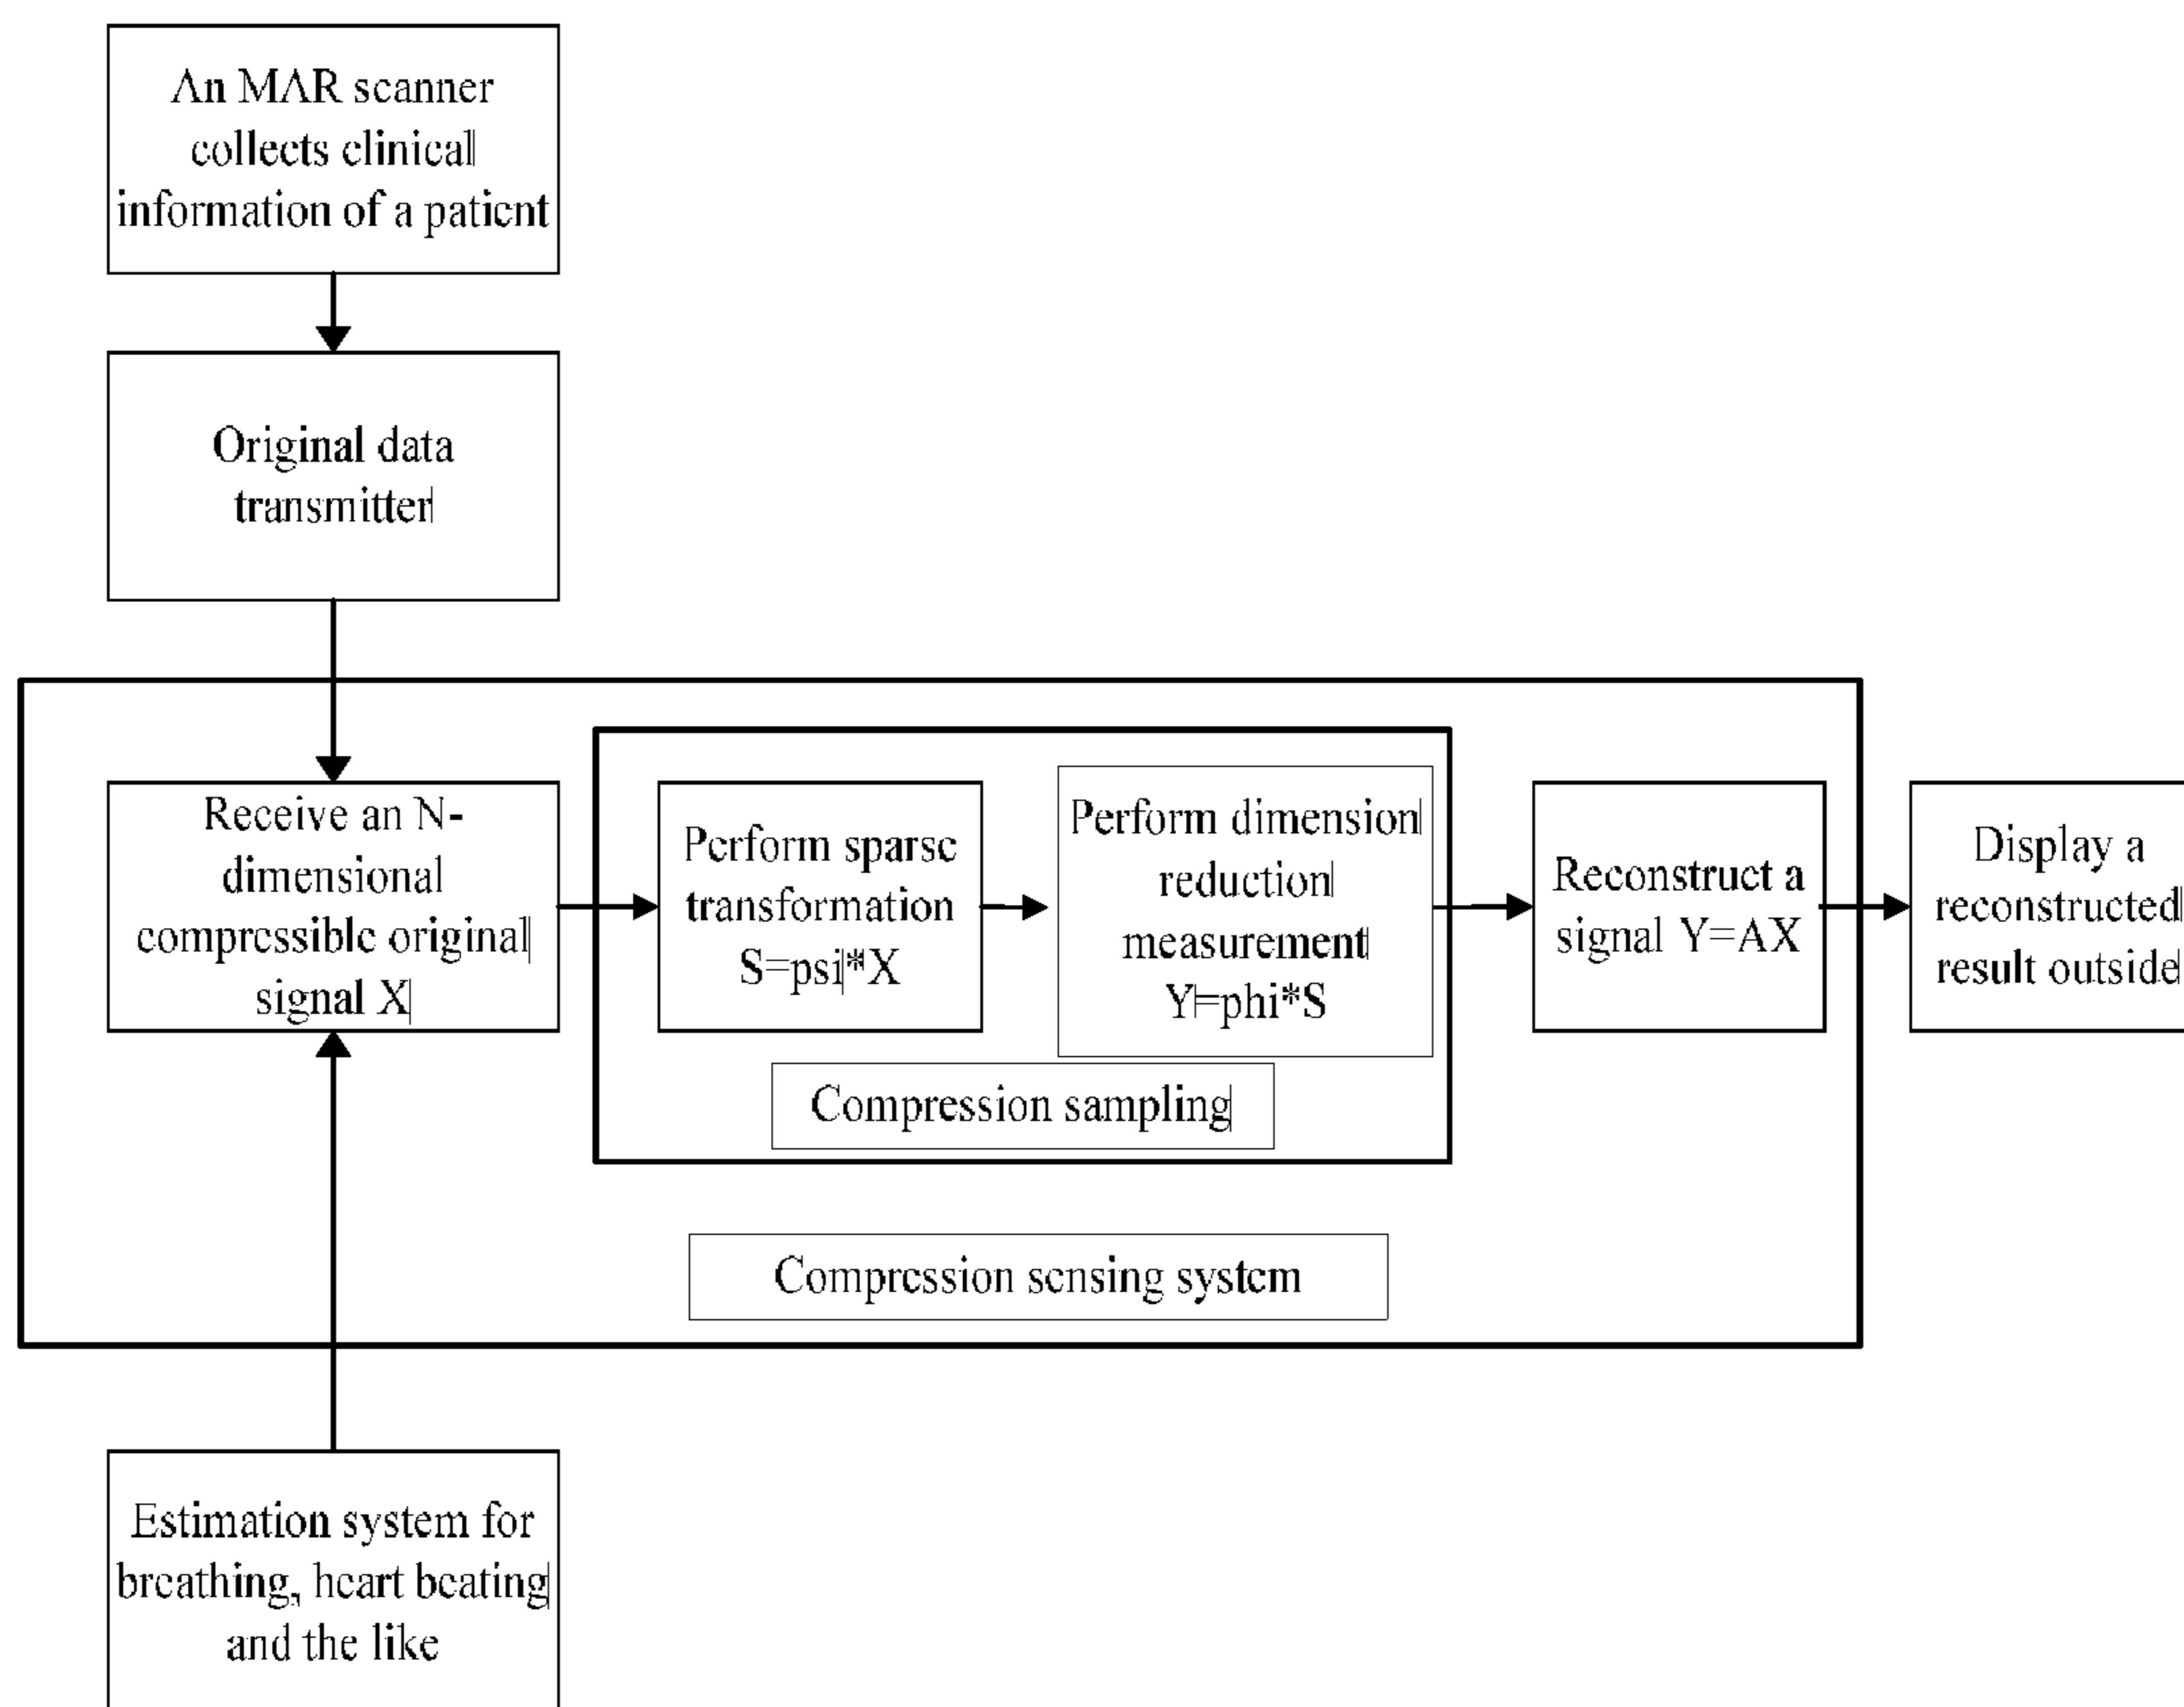 An MAR scanner
collects clinical
information of a patient
Original data
transmitter
Receive an N-
dimensional
compressible original
signal X
Perform sparse
transformation
S=psi*X
Perform dimension
reduction
measurement
Y=phi*S
Compression sampling
Reconstruct a
signal Y=AX
Display a
reconstructed
result outside
Compression sensing system
Estimation system for
breathing, heart beating
and the like